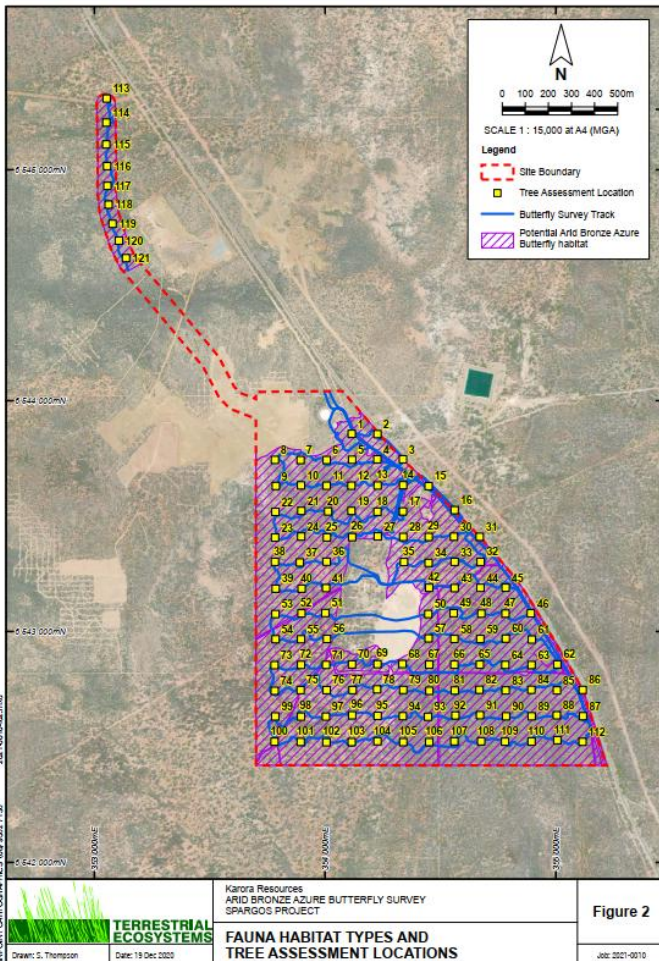 N
0 100 200 300 400 500m
SCALE 1 : 15,000 at A4 (MGA)
Legend
Site Boundary
Tree Assessment Location
Butterfly Survey Track
Potential Arid Bronze Azure
Butterfly habitat
113
114
115
116
117
118
119
120
121
6 545 000mN
6 544 000mN
1 2
8 7 6 5 4 3
9 10 11 12 13 14 15
22 21 20 19 18 17 16
23 24 25 26 27 28 29 30 31
38 37 36 35 34 33 32
39 40 41 42 43 44 45
53 52 51 50 49 48 47 46
6 543 000mN
54 55 56 57 58 59 60 61
73 72 71 70 69 68 67 66 65 64 63 62
74 75 76 77 78 79 80 81 82 83 84 85 86
99 98 97 96 95 94 93 92 91 90 89 88 87
100 101 102 103 104 105 106 107 108 109 110 111 112
6 542 000mN
353 000mE
354 000mE
355 000mE
TERRESTRIAL
ECOSYSTEMS
Drawn: S. Thompson Date: 19 Dec 2020
Karora Resources
ARID BRONZE AZURE BUTTERFLY SURVEY
SPARGOS PROJECT
FAUNA HABITAT TYPES AND
TREE ASSESSMENT LOCATIONS
Figure 2
Job: 2021-0010